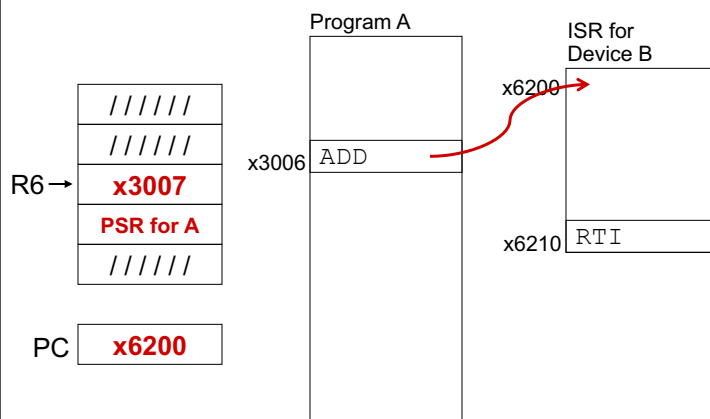 Program A
ISR for
Device B
x6200
//////
//////
x3006 ADD
R6 x3007
PSR for A
x6210 RTI
//////
PC x6200